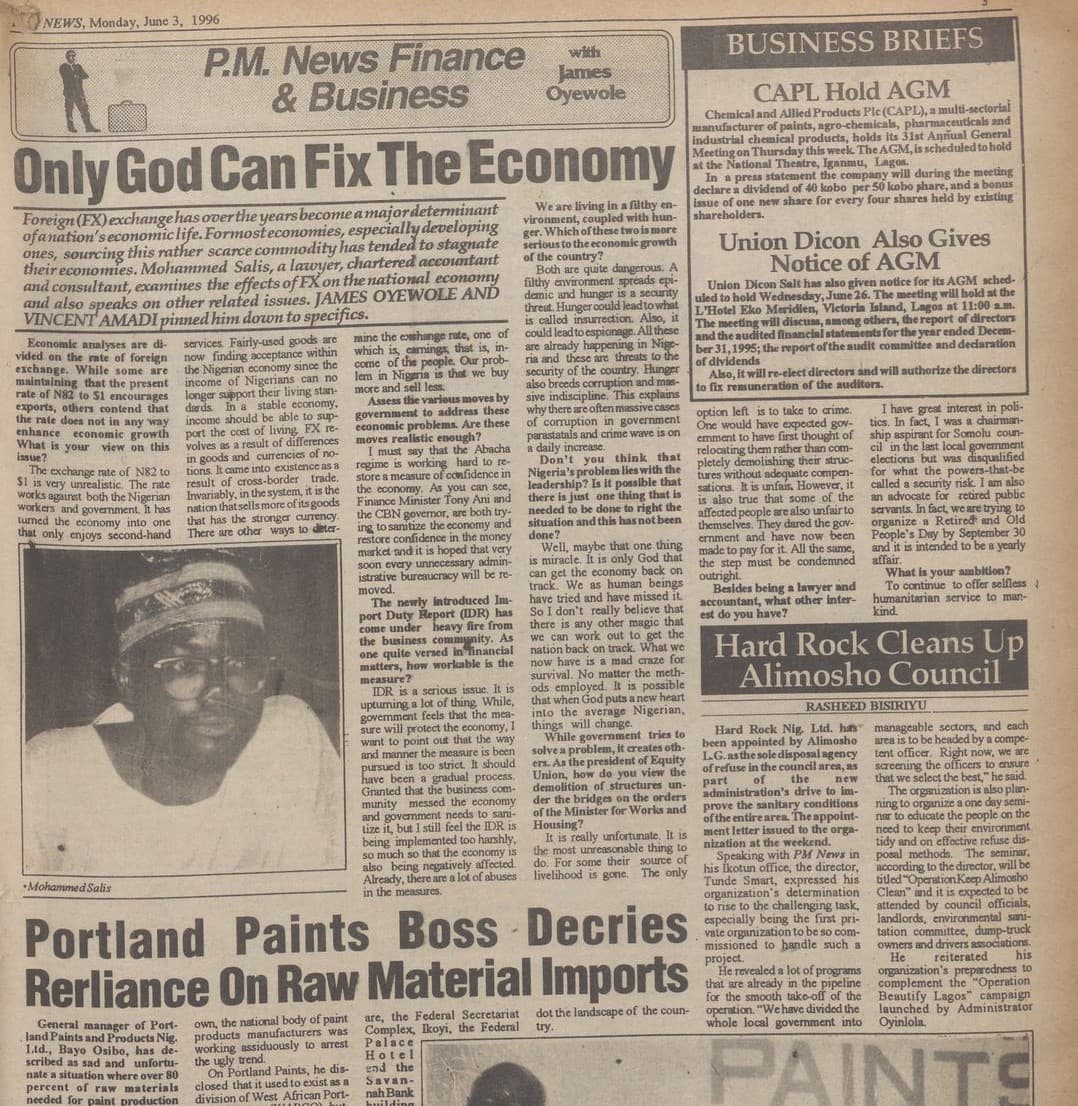 NEWS, Monday, June 3, 1996
P.M. News Finance
& Business
with
James
Oyewole
Only God Can Fix The Economy
Foreign (FX) exchange has over the years become a major determinant
of a nation's economic life. For most economies, especially developing
ones, sourcing this rather scarce commodity has tended to stagnate
their economies. Mohammed Salis, a lawyer, chartered accountant
and consultant, examines the effects of FX on the national economy
and also speaks on other related issues. JAMES OYEWOLE AND
VINCENT AMADI pinned him down to specifics.
Economic analyses are di-
vided on the rate of foreign
exchange. While some are
maintaining that the present
rate of N82 to $1 encourages
exports, others contend that
the rate does not in any way
enhance economic growth
What is your view on this
issue?
The exchange rate of N82 to
$1 is very unrealistic. The rate
works against both the Nigerian
workers and government. It has
turned the economy into one
that only enjoys second-hand
services. Fairly-used goods are
now finding acceptance within
the Nigerian economy since the
income of Nigerians can no
longer support their living stan-
dards. In a stable economy,
income should be able to sup-
port the cost of living. FX re-
volves as a result of differences
in goods and currencies of no-
tions. It came into existence as a
result of cross-border trade.
Invariably, in the system, it is the
nation that sells more of its goods
that has the stronger currency.
There are other ways to deter-
mine the exchange rate, one of
which is, earnings, that is, in-
come of the people. Our prob-
lem in Nigeria is that we buy
more and sell less.
Assess the various moves by
government to address these
economic problems. Are these
moves realistic enough?
I must say that the Abacha
regime is working hard to re-
store a measure of confidence in
the economy. As you can see,
Finance Minister Tony Ani and
the CBN governor, are both try-
ing to sanitize the economy and
restore confidence in the money
market and it is hoped that very
soon every unnecessary admin-
istrative bureaucracy will be re-
moved.
The newly introduced Im-
port Duty Report (IDR) has
come under heavy fire from
the business community. As
one quite versed in financial
matters, how workable is the
measure?
IDR is a serious issue. It is
upturning a lot of thing. While,
government feels that the mea-
sure will protect the economy, I
want to point out that the way
and manner the measure is been
pursued is too strict. It should
have been a gradual process.
Granted that the business com-
munity messed the economy
and government needs to sani-
tize it, but I still feel the IDR is
being implemented too harshly,
so much so that the economy is
also being negatively affected.
Already, there are a lot of abuses
in the measures.
We are living in a filthy en-
vironment, coupled with hun-
ger. Which of these two is more
serious to the economic growth
of the country?
Both are quite dangerous. A
filthy environment spreads epi-
demic and hunger is a security
threat. Hunger could lead to what
is called insurrection. Also, it
could lead to espionage. All these
are already happening in Nige-
ria and these are threats to the
security of the country. Hunger
also breeds corruption and mas-
sive indiscipline. This explains
why there are often massive cases
of corruption in government
parastatals and crime wave is on
a daily increase.
Don't you think that
Nigeria's problem lies with the
leadership? Is it possible that
there is just one thing that is
needed to be done to right the
situation and this has not been
done?
Well, maybe that one thing
is miracle. It is only God that
can get the economy back on
track. We as human beings
have tried and have missed it.
So I don't really believe that
there is any other magic that
we can work out to get the
nation back on track. What we
now have is a mad craze for
survival. No matter the meth-
ods employed. It is possible
that when God puts a new heart
into the average Nigerian,
things will change.
While government tries to
solve a problem, it creates oth-
ers. As the president of Equity
Union, how do you view the
demolition of structures un-
der the bridges on the orders
of the Minister for Works and
Housing?
It is really unfortunate. It is
the most unreasonable thing to
do. For some their source of
livelihood is gone. The only
option left is to take to crime.
One would have expected gov-
ernment to have first thought of
relocating them rather than com-
pletely demolishing their struc-
tures without adequate compen-
sations. It is unfair. However, it
is also true that some of the
affected people are also unfair to
themselves. They dared the gov-
ernment and have now been
made to pay for it. All the same,
the step must be condemned
outright.
Besides being a lawyer and
accountant, what other inter-
est do you have?
I have great interest in poli-
tics. In fact, I was a chairman-
ship aspirant for Somolu coun-
cil in the last local government
elections but was disqualified
for what the powers-that-be
called a security risk. I am also
an advocate for retired public
servants. In fact, we are trying to
organize a Retired and Old
People's Day by September 30
and it is intended to be a yearly
affair.
What is your ambition?
To continue to offer selfless
humanitarian service to man-
kind.
•Mohammed Salis
BUSINESS BRIEFS
CAPL Hold AGM
Chemical and Allied Products Plc (CAPL), a multi-sectorial
manufacturer of paints, agro-chemicals, pharmaceuticals and
industrial chemical products, holds its 31st Annual General
Meeting on Thursday this week. The AGM, is scheduled to hold
at the National Theatre, Iganmu, Lagos.
In a press statement the company will during the meeting
declare a dividend of 40 kobo per 50 kobo share, and a bonus
issue of one new share for every four shares held by existing
shareholders.
Union Dicon Also Gives
Notice of AGM
Union Dicon Salt has also given notice for its AGM sched-
uled to hold Wednesday, June 26. The meeting will hold at the
L'Hotel Eko Meridien, Victoria Island, Lagos at 11:00 a.m.
The meeting will discuss, among others, the report of directors
and the audited financial statements for the year ended Decem-
ber 31, 1995; the report of the audit committee and declaration
of dividends
Also, it will re-elect directors and will authorize the directors
to fix remuneration of the auditors.
Hard Rock Cleans Up
Alimosho Council
RASHEED BISIRIYU
Hard Rock Nig. Ltd. has
been appointed by Alimosho
L.G. as the sole disposal agency
of refuse in the council area, as
part of the new
administration's drive to im-
prove the sanitary conditions
of the entire area. The appoint-
ment letter issued to the orga-
nization at the weekend.
Speaking with PM News in
his Ikotun office, the director,
Tunde Smart, expressed his
organization's determination
to rise to the challenging task,
especially being the first pri-
vate organization to be so com-
missioned to handle such a
project.
He revealed a lot of programs
that are already in the pipeline
for the smooth take-off of the
operation. "We have divided the
whole local government into
manageable sectors, and each
area is to be headed by a compe-
tent officer. Right now, we are
screening the officers to ensure
that we select the best," he said.
The organization is also plan-
ning to organize a one day semi-
nar to educate the people on the
need to keep their environment
tidy and on effective refuse dis-
posal methods. The seminar,
according to the director, will be
titled "Operation Keep Alimosho
Clean" and it is expected to be
attended by council officials,
landlords, environmental sani-
tation committee, dump-truck
owners and drivers associations.
He reiterated his
organization's preparedness to
complement the "Operation
Beautify Lagos" campaign
launched by Administrator
Oyinlola.
Portland Paints Boss Decries
Rerliance On Raw Material Imports
General manager of Port-
land Paints and Products Nig.
Ltd., Bayo Osibo, has de-
scribed as sad and unfortu-
nate a situation where over 80
percent of raw materials
needed for paint production
own, the national body of paint
products manufacturers was
working assiduously to arrest
the ugly trend.
On Portland Paints, he dis-
closed that it used to exist as a
division of West African Port-
are, the Federal Secretariat
Complex, Ikoyi, the Federal
Palace
Hotel
and the
Savan-
nah Bank
building
dot the landscape of the coun-
try.
PAINTS